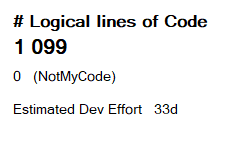 # Logical lines of Code
1 099
0 (NotMyCode)
Estimated Dev Effort 33d